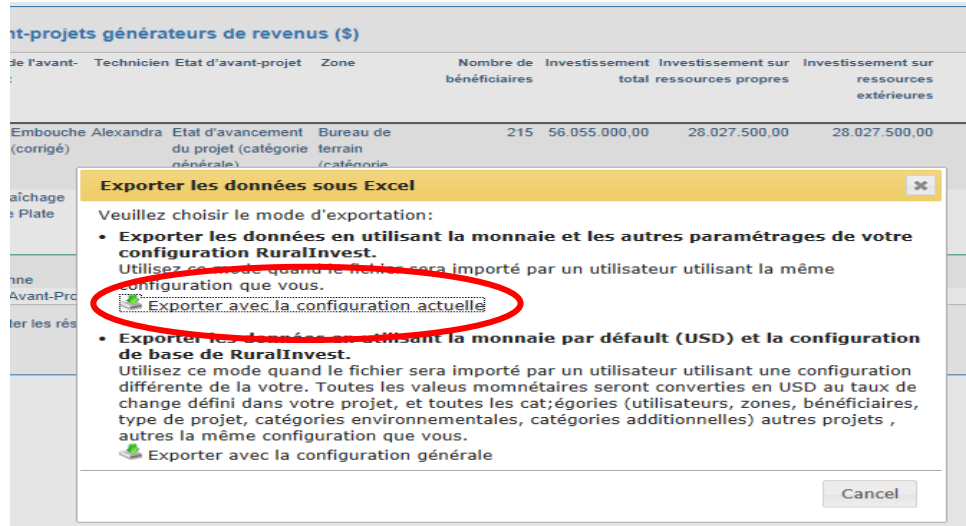 nt-projets générateurs de revenus ($)
de l'avant- Technicien Etat d'avant-projet Zone Nombre de Investissement Investissement sur Investissement sur
bénéficiaires total ressources propres ressources
extérieures
Embouche Alexandra Etat d'avancement Bureau de 215 56.055.000,00 28.027.500,00 28.027.500,00
(corrigé) du projet (catégorie terrain
générale) (catégorie
aîchage
Plate
nne
Avant-Pro
ter les rés
Exporter les données sous Excel
Veuillez choisir le mode d'exportation:
• Exporter les données en utilisant la monnaie et les autres paramétrages de votre
configuration RuralInvest.
Utilisez ce mode quand le fichier sera importé par un utilisateur utilisant la même
configuration que vous.
Exporter avec la configuration actuelle
• Exporter les données en utilisant la monnaie par défault (USD) et la configuration
de base de RuralInvest.
Utilisez ce mode quand le fichier sera importé par un utilisateur utilisant une configuration
différente de la votre. Toutes les valeus momnétaires seront converties en USD au taux de
change défini dans votre projet, et toutes les cat;égories (utilisateurs, zones, bénéficiaires,
type de projet, catégories environnementales, catégories additionnelles) autres projets ,
autres la même configuration que vous.
Exporter avec la configuration générale
Cancel